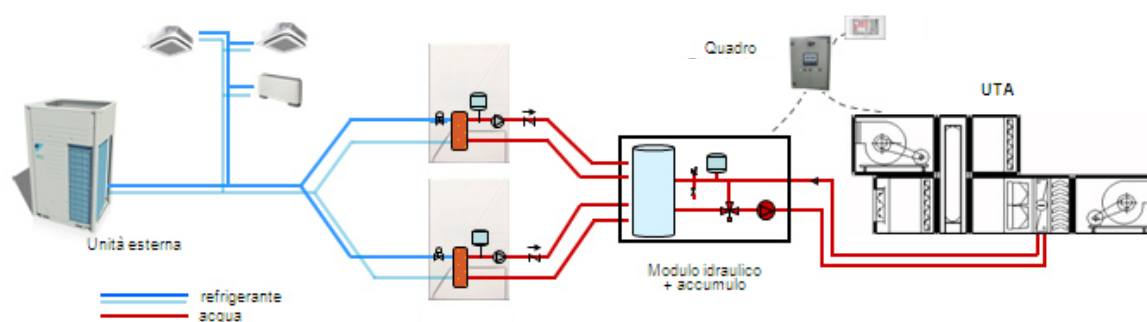 Quadro
UTA
Unità esterna
Modulo idraulico
+ accumulo
refrigerante
acqua